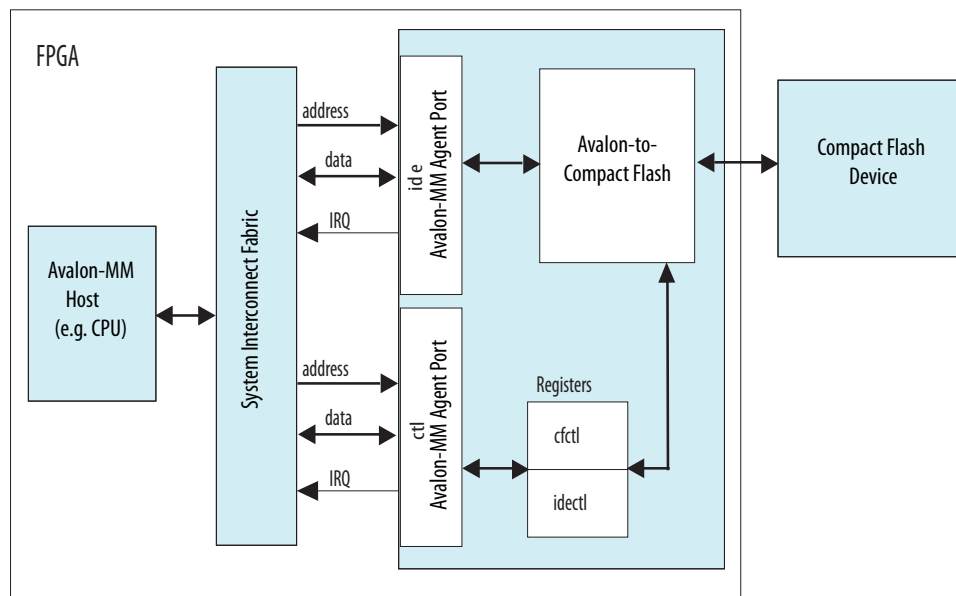 FPGA
Avalon-MM
Host
(e.g. CPU)
System Interconnect Fabric
address
data
IRQ
id e
Avalon-MM Agent Port
Avalon-to-
Compact Flash
Compact Flash
Device
address
data
IRQ
ctl
Avalon-MM Agent Port
Registers
cfctl
idectl